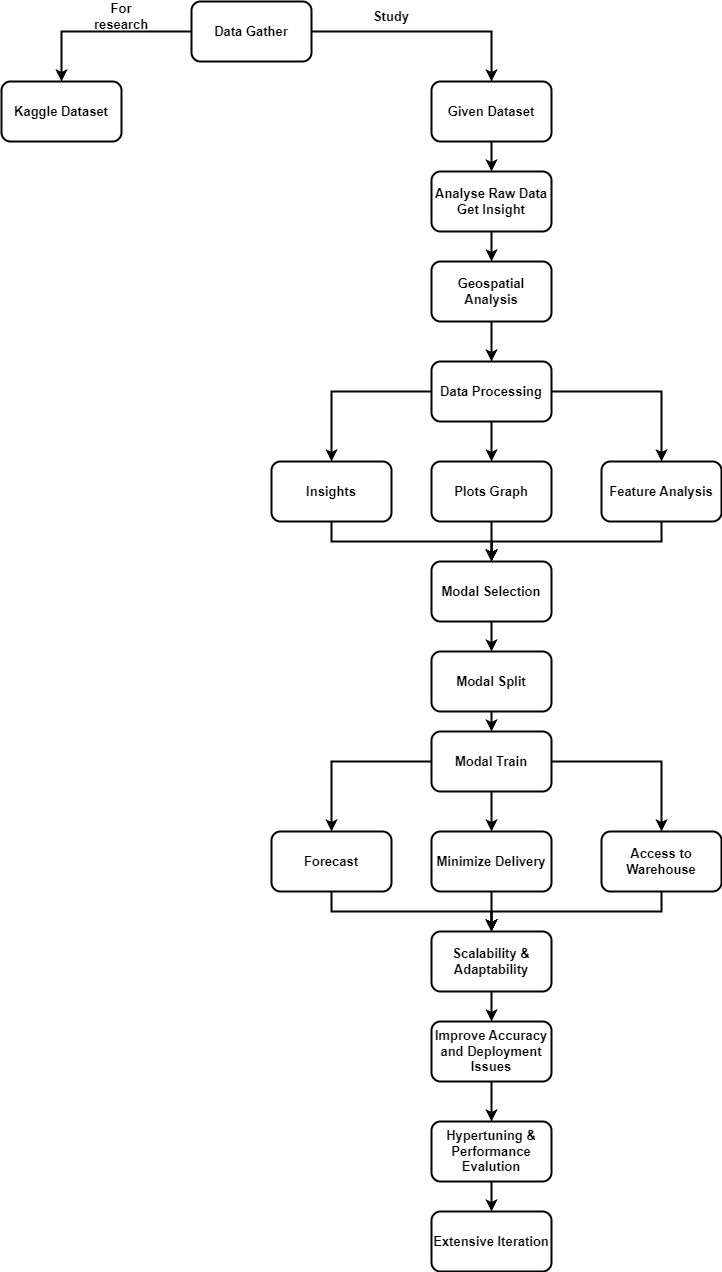 For
research
Data Gather
Study
Kaggle Dataset
Given Dataset
Analyse Raw Data
Get Insight
Geospatial
Analysis
Data Processing
Insights
Plots Graph
Feature Analysis
Modal Selection
Modal Split
Modal Train
Forecast
Minimize Delivery
Access to
Warehouse
Scalability &
Adaptability
Improve Accuracy
and Deployment
Issues
Hypertuning &
Performance
Evalution
Extensive Iteration